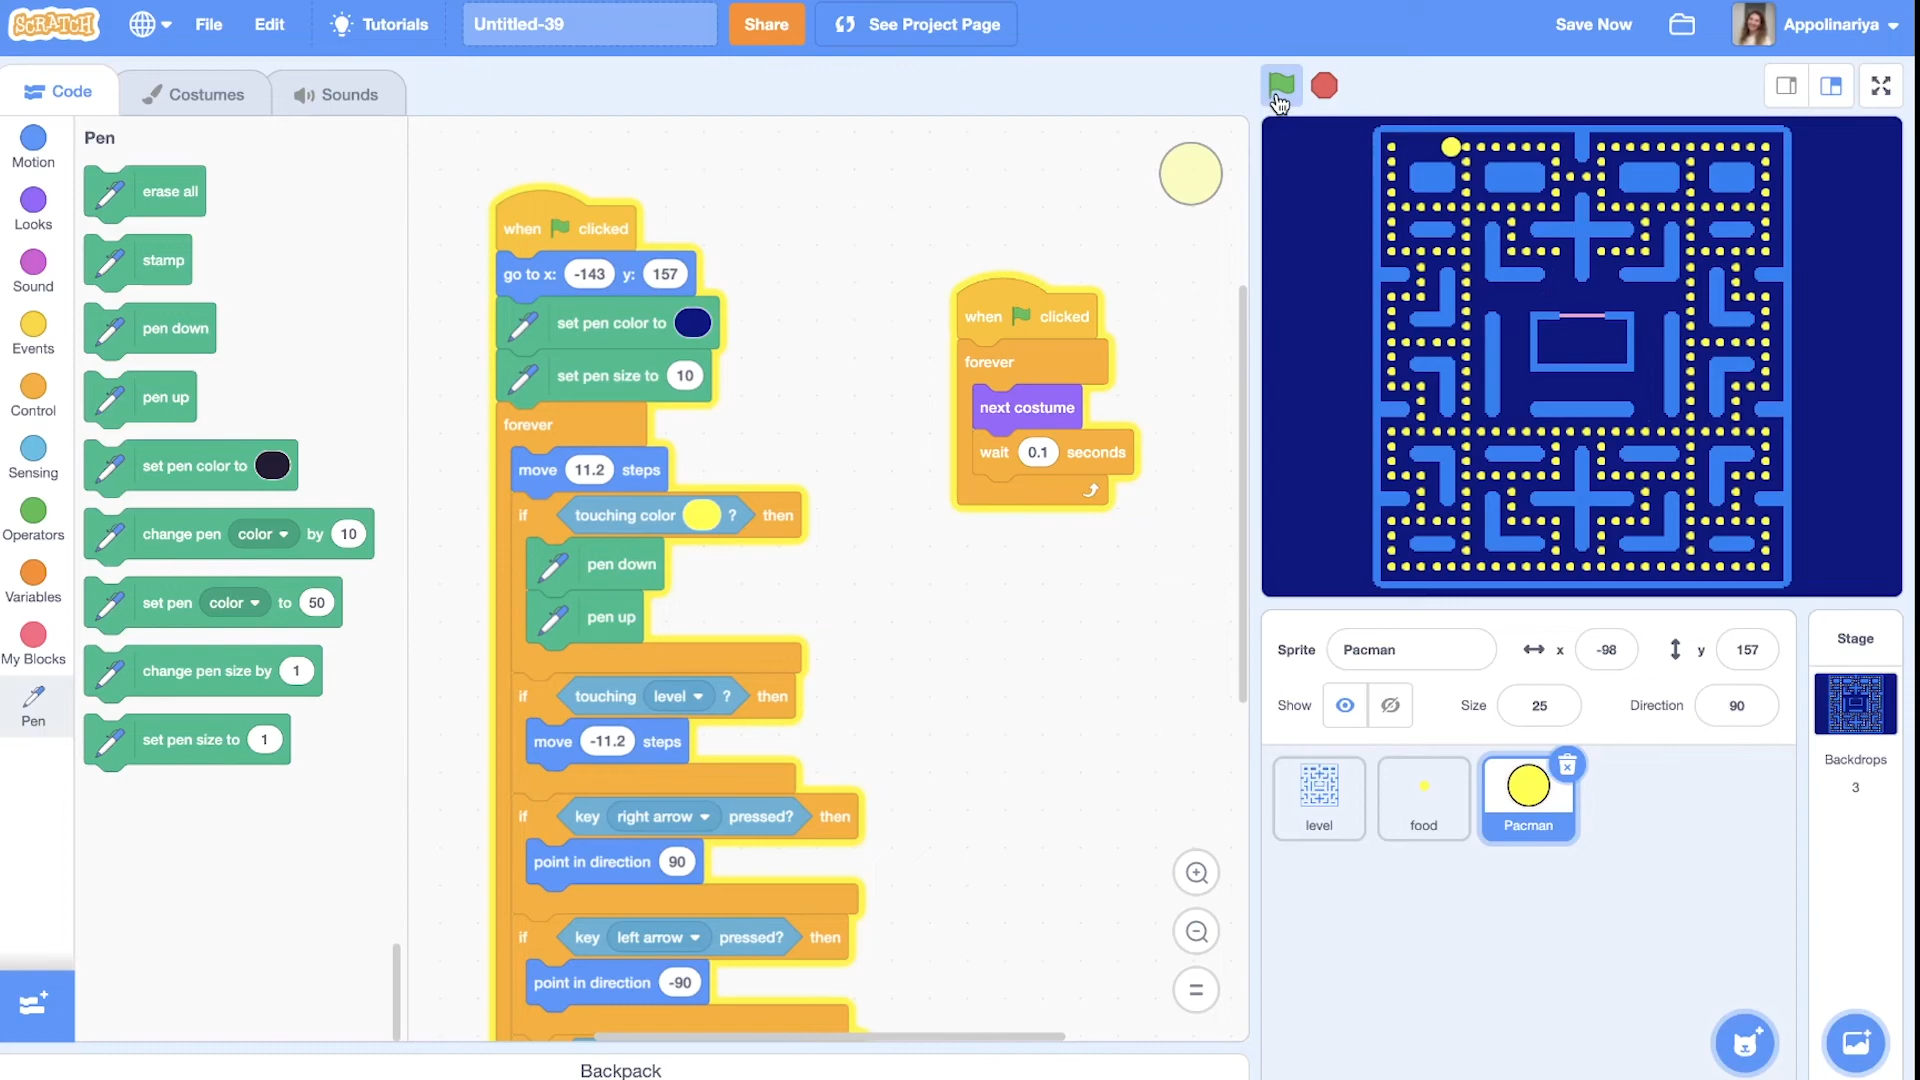 SCRATCH
File
Edit
Tutorials
Untitled-39
Share
See Project Page
Save Now
Appolinariya
Code
Costumes
Sounds
Motion
Looks
Sound
Events
Control
Sensing
Operators
Variables
My Blocks
Pen
Pen
erase all
stamp
pen down
pen up
set pen color to
change pen color by 10
set pen color to 50
change pen size by 1
set pen size to 1
when clicked
go to x: -143 y: 157
set pen color to
set pen size to 10
forever
move 11.2 steps
if touching color ? then
pen down
pen up
if touching level ? then
move -11.2 steps
if key right arrow pressed? then
point in direction 90
if key left arrow pressed? then
point in direction -90
when clicked
forever
next costume
wait 0.1 seconds
Backpack
Sprite Pacman x -98 y 157
Show Size 25 Direction 90
level
food
Pacman
Stage
Backdrops
3